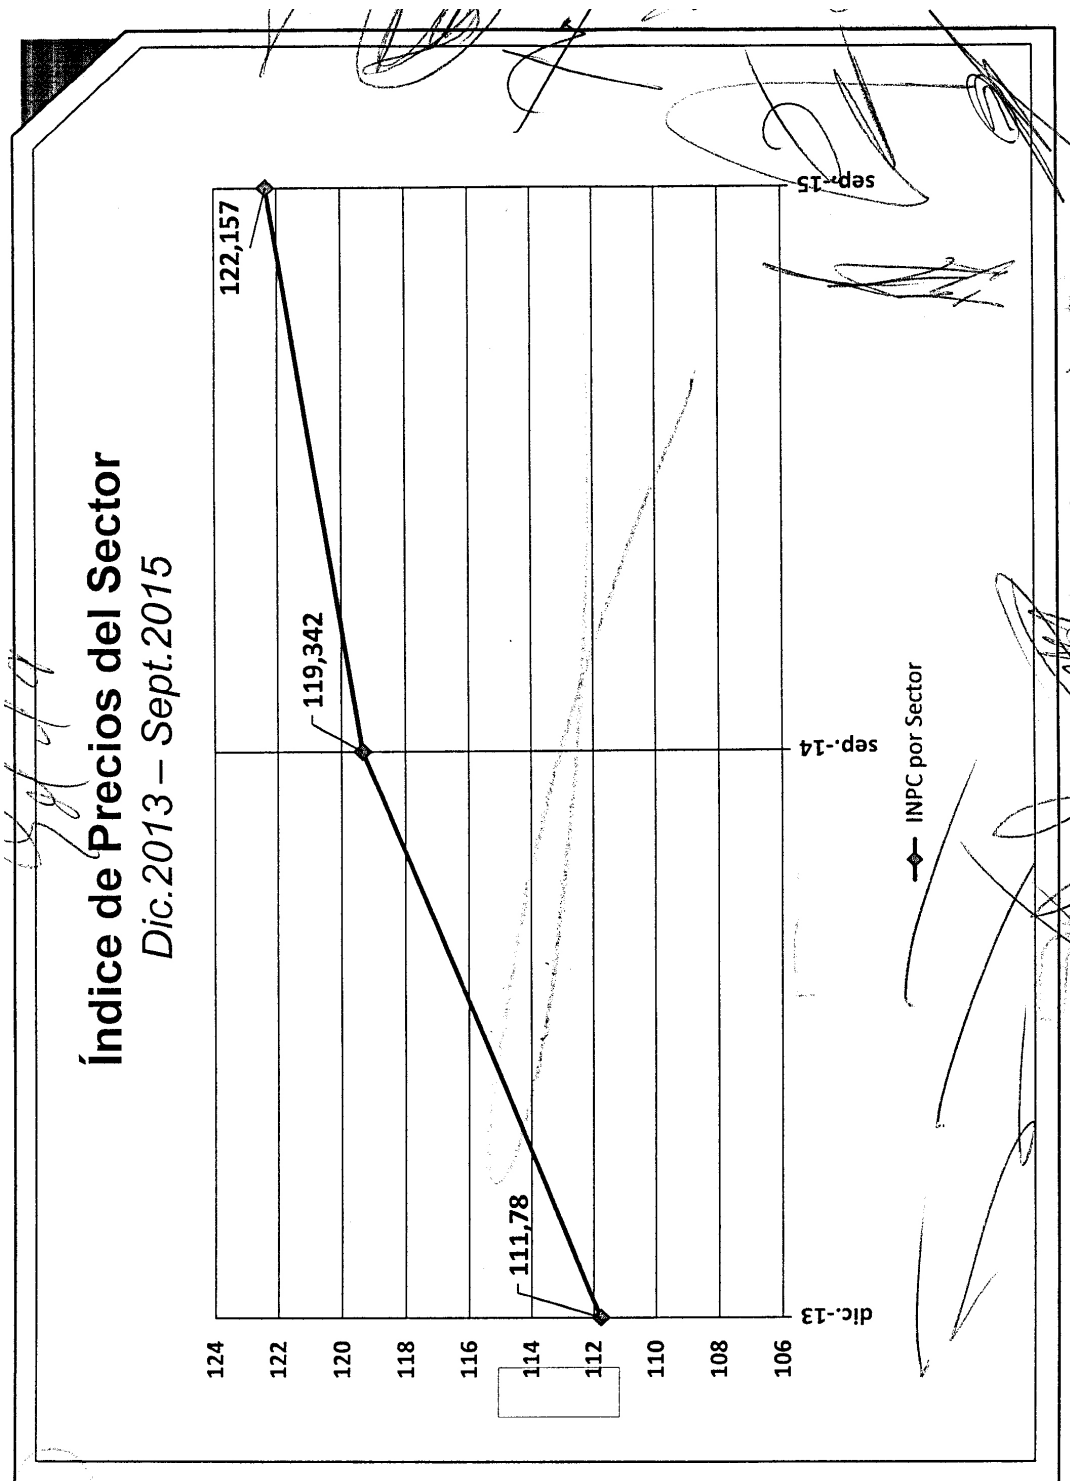 Índice de Precios del Sector
Dic.2013 – Sept.2015
124
122
120
118
116
114
112
110
108
106
111,78
119,342
122,157
dic.-13
sep.-14
sep.-15
INPC por Sector